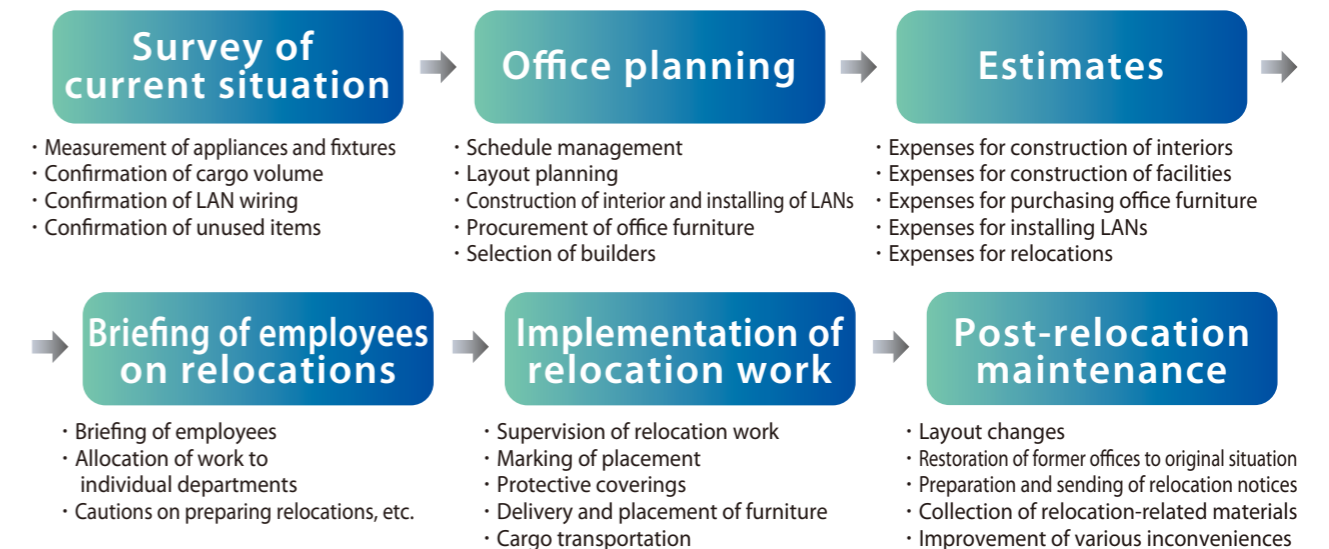 Survey of
current situation
・Measurement of appliances and fixtures
・Confirmation of cargo volume
・Confirmation of LAN wiring
・Confirmation of unused items
Office planning
・Schedule management
・Layout planning
・Construction of interior and installing of LANs
・Procurement of office furniture
・Selection of builders
Estimates
・Expenses for construction of interiors
・Expenses for construction of facilities
・Expenses for purchasing office furniture
・Expenses for installing LANs
・Expenses for relocations
Briefing of employees
on relocations
・Briefing of employees
・Allocation of work to
individual departments
・Cautions on preparing relocations, etc.
Implementation of
relocation work
・Supervision of relocation work
・Marking of placement
・Protective coverings
・Delivery and placement of furniture
・Cargo transportation
Post-relocation
maintenance
・Layout changes
・Restoration of former offices to original situation
・Preparation and sending of relocation notices
・Collection of relocation-related materials
・Improvement of various inconveniences